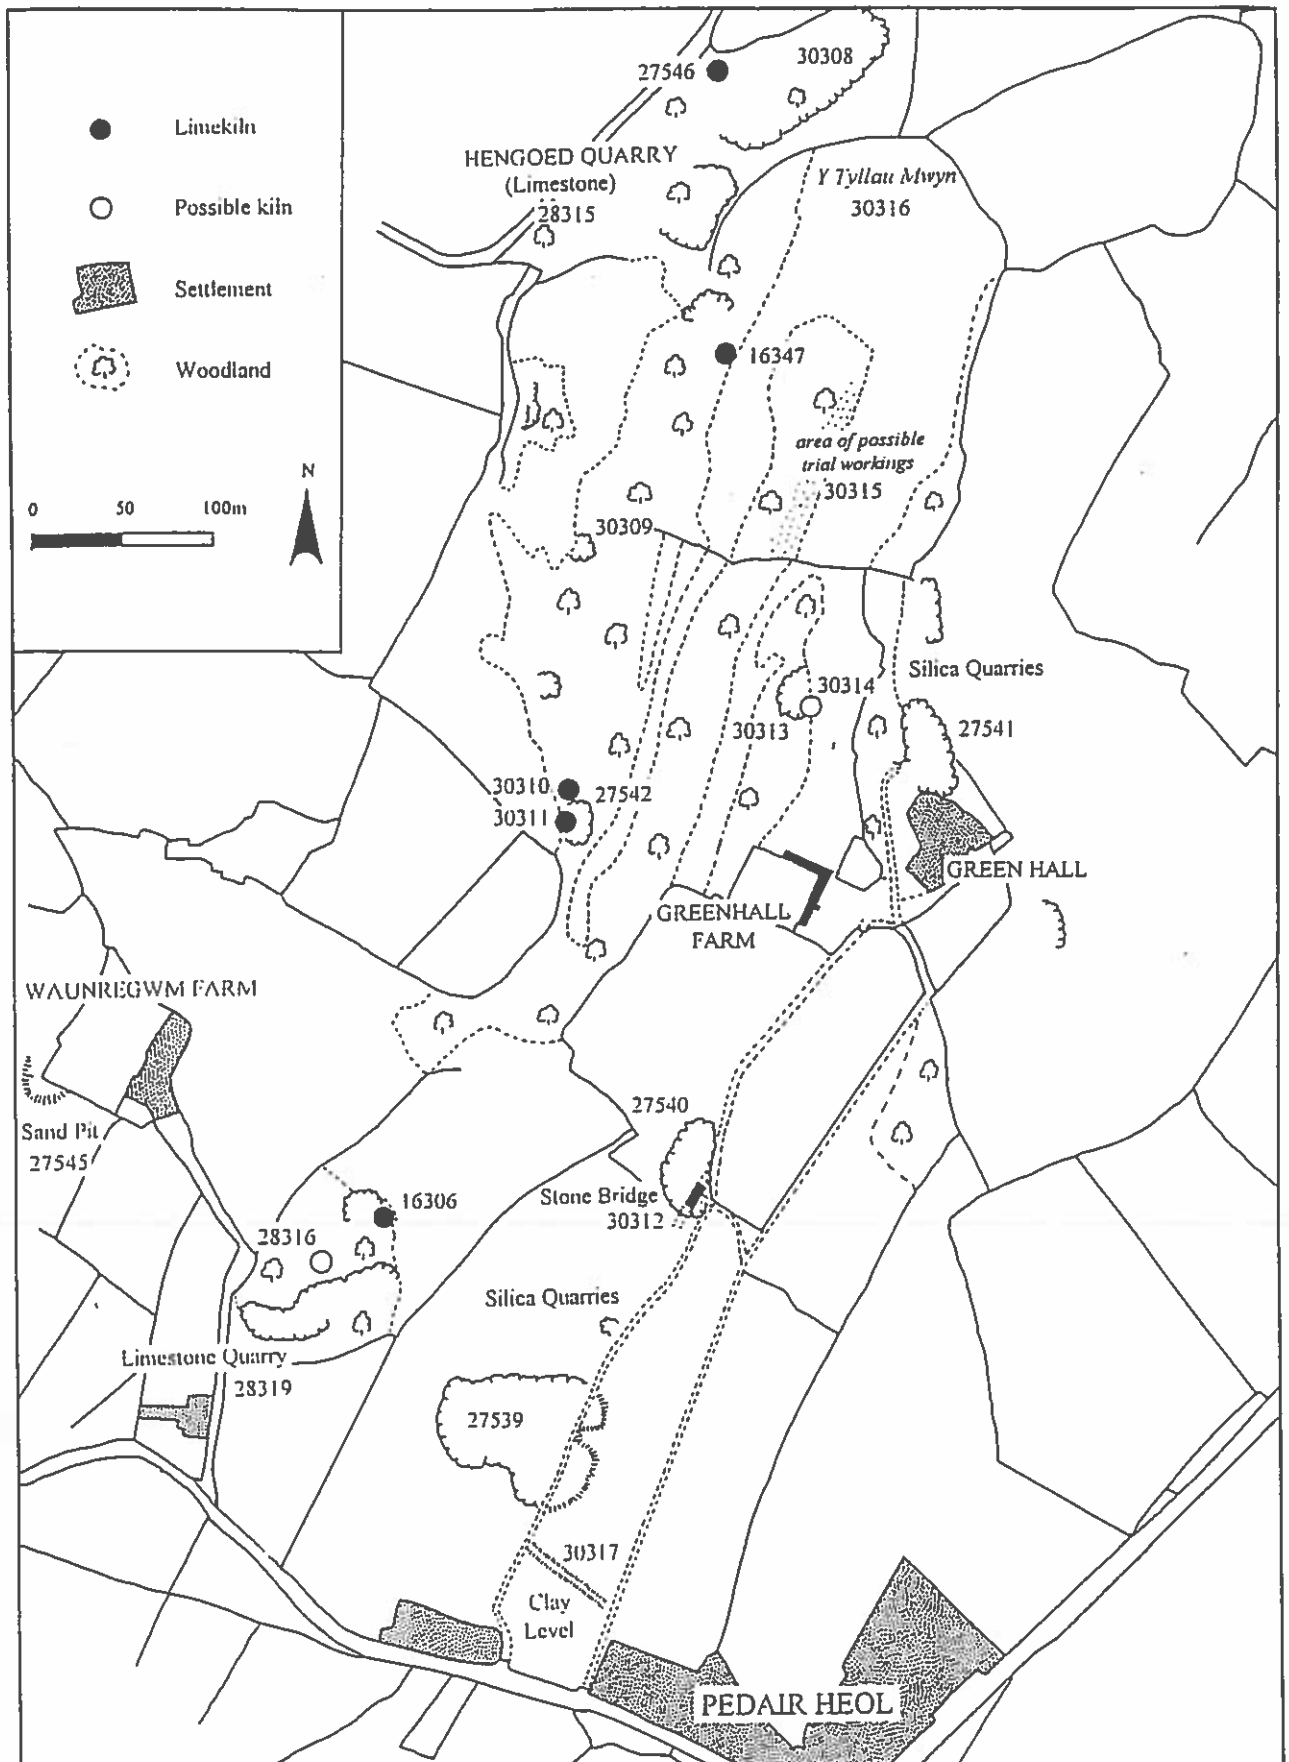 Limekiln
Possible kiln
Settlement
Woodland
N
0 50 100m
30308
27546
HENGOED QUARRY
(Limestone)
28315
Y Tyllau Mwyn
30316
16347
area of possible
trial workings
30315
30309
Silica Quarries
30314
30313
27541
30310
27542
30311
GREEN HALL
GREENHALL
FARM
WAUNREGWM FARM
Sand Pit
27545
27540
Stone Bridge
30312
16306
28316
Silica Quarries
Limestone Quarry
28319
27539
30317
Clay
Level
PEDAIR HEOL